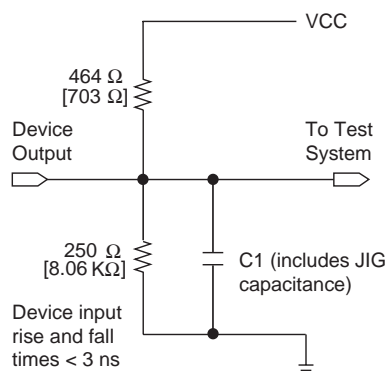 VCC
464 Ω
[703 Ω]
Device
Output
To Test
System
250 Ω
[8.06 KΩ]
C1 (includes JIG
capacitance)
Device input
rise and fall
times < 3 ns